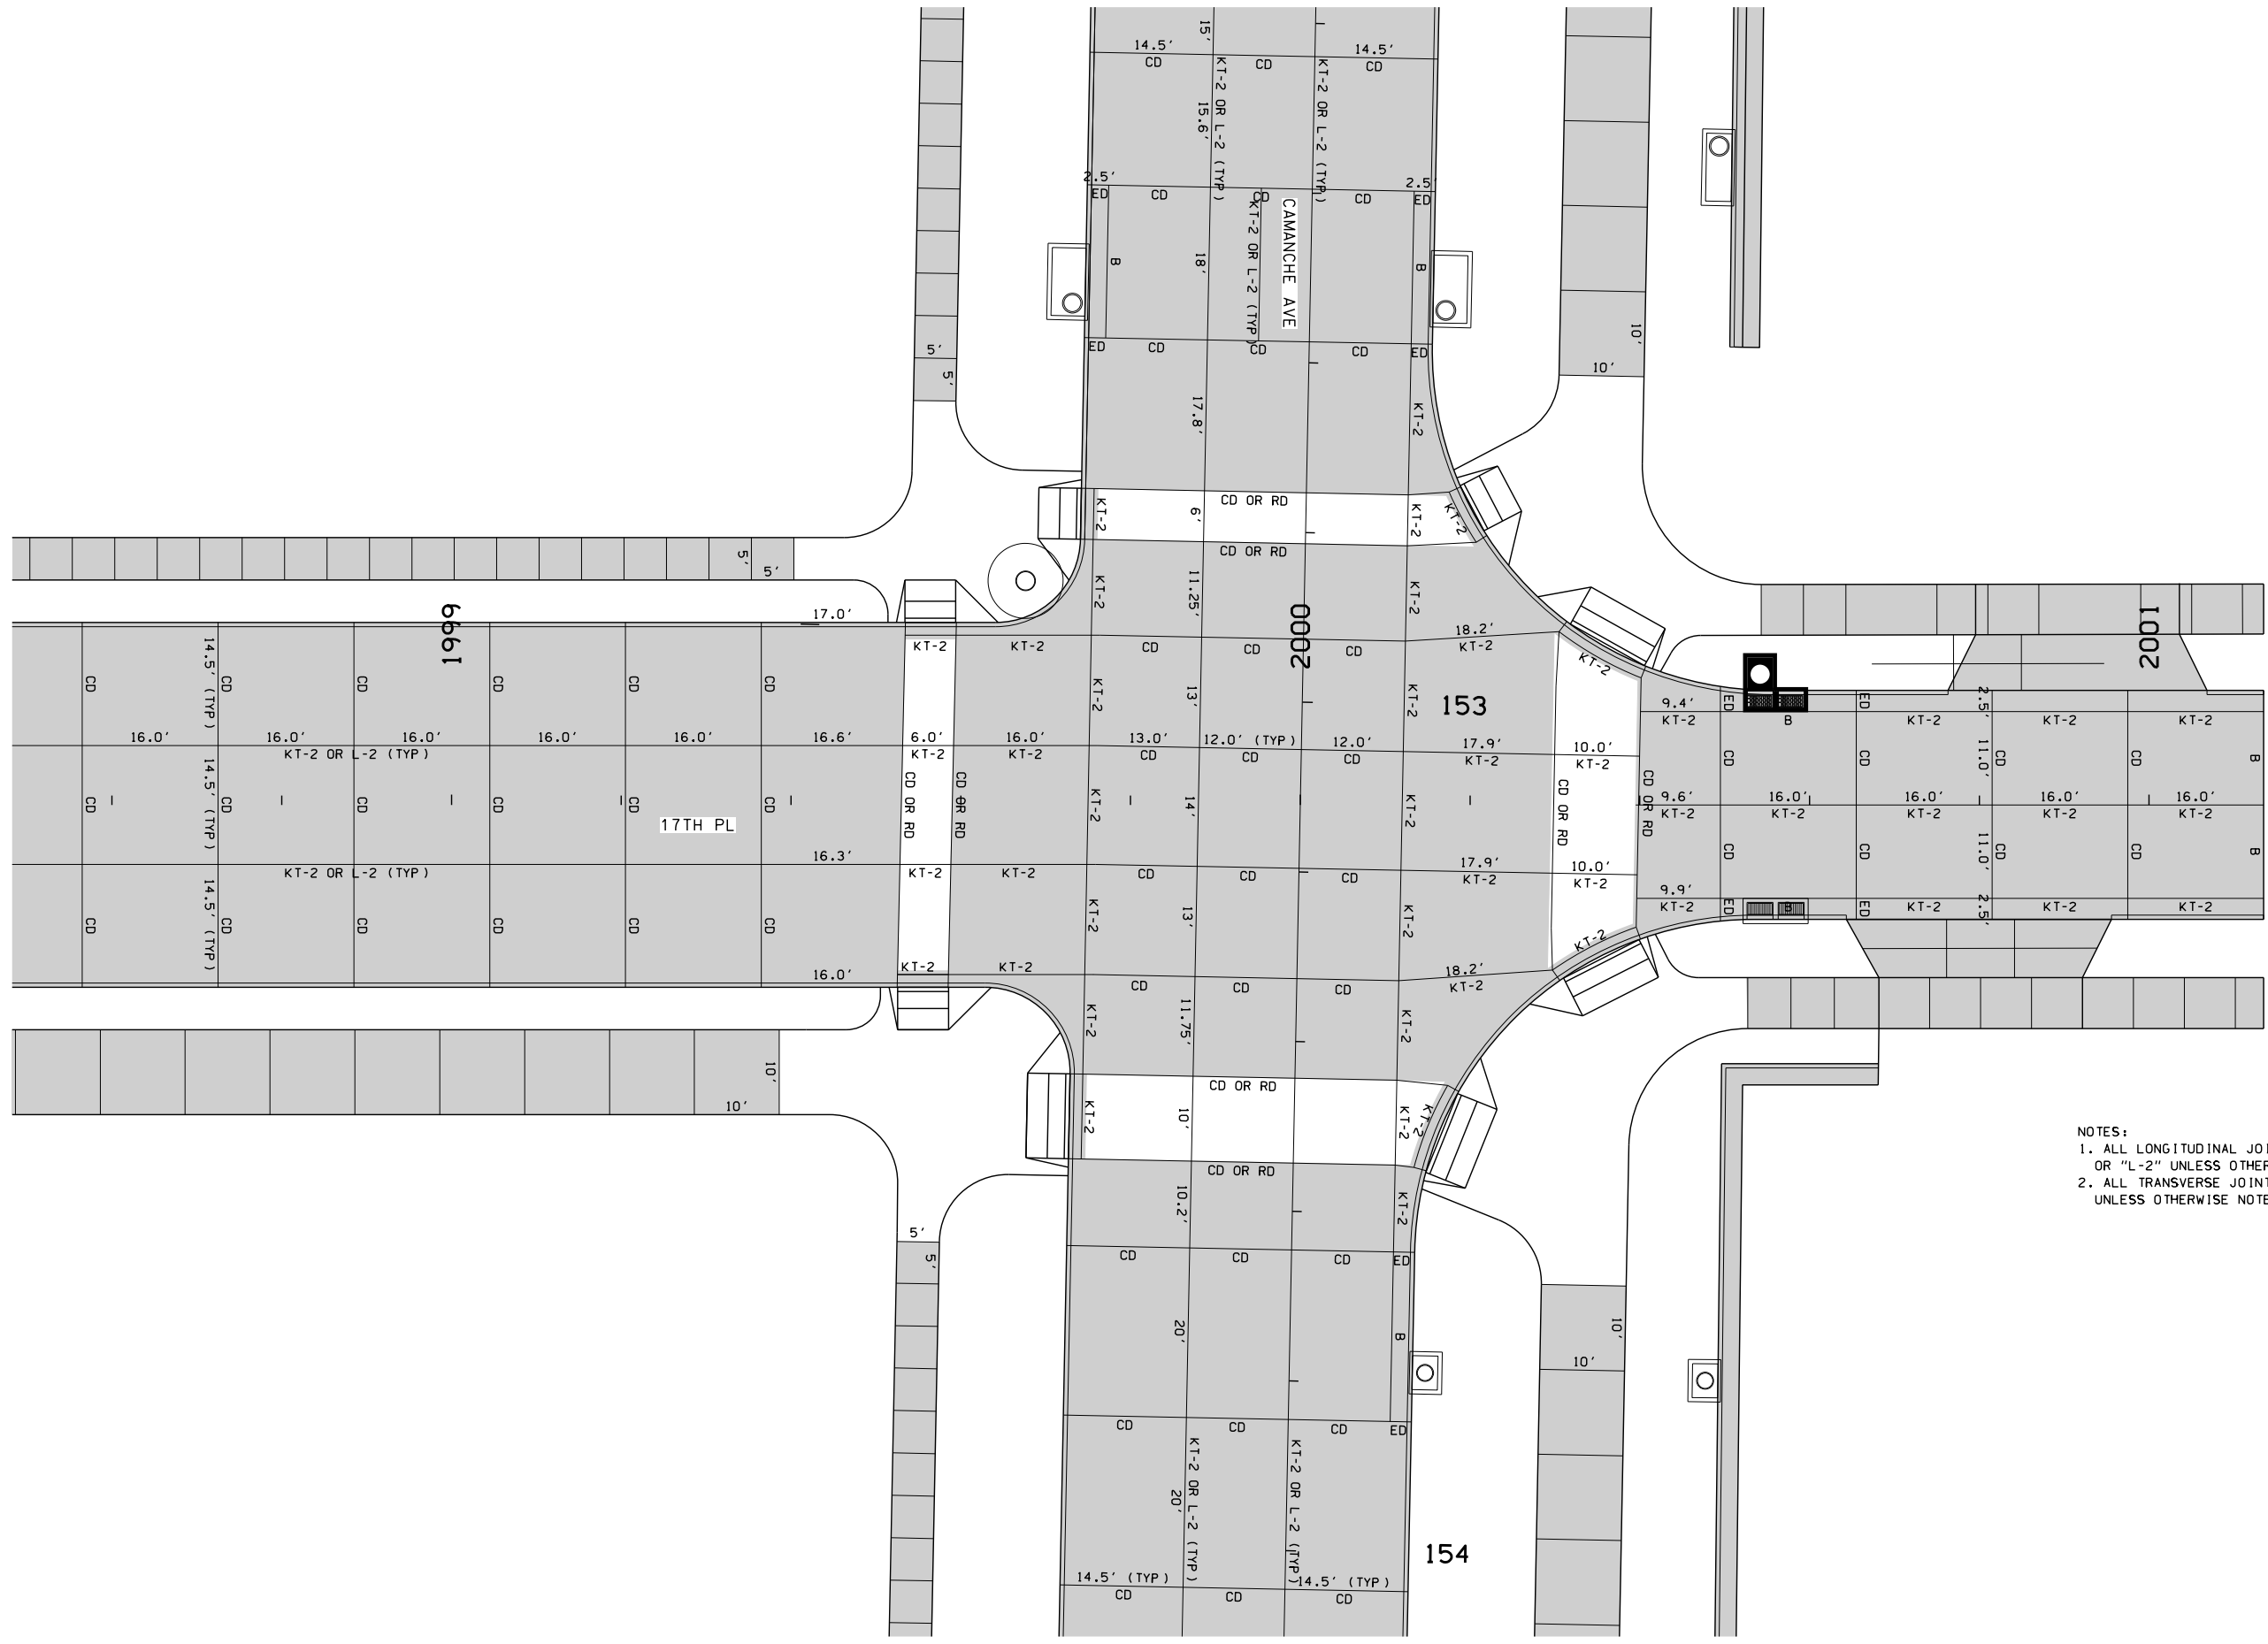 15'
14.5'
14.5'
CD
CD
CD
KT-2 OR L-2 (TYP)
KT-2 OR L-2 (TYP)
15.6'
2.5'
2.5'
ED
CD
CD
CD
ED
KT-2 OR L-2 (TYP)
CAMANCHE AVE
B
18'
B
10'
5'
5'
ED
CD
CD
CD
ED
10'
17.8'
KT-2
KT-2
CD OR RD
6'
KT-2
KT-2
CD OR RD
5'
5'
KT-2
11.25'
KT-2
17.0'
1999
2000
2001
18.2'
KT-2
KT-2
KT-2
CD
CD
CD
KT-2
14.5' (TYP)
CD
CD
CD
CD
CD
CD
KT-2
13'
KT-2
153
9.4'
KT-2
ED
B
ED
KT-2
2.5'
KT-2
KT-2
16.0'
16.0'
16.0'
16.0'
16.0'
16.6'
6.0'
16.0'
13.0'
12.0' (TYP)
12.0'
17.9'
10.0'
KT-2 OR L-2 (TYP)
KT-2
KT-2
CD
CD
CD
KT-2
KT-2
CD
CD
11.0'
CD
CD
B
14.5' (TYP)
CD
CD
CD
CD
CD
CD
CD OR RD
CD OR RD
KT-2
14'
KT-2
CD OR RD
CD OR RD
9.6'
16.0'
16.0'
16.0'
16.0'
KT-2
KT-2
KT-2
KT-2
KT-2
17TH PL
16.3'
17.9'
10.0'
KT-2 OR L-2 (TYP)
KT-2
KT-2
CD
CD
CD
KT-2
KT-2
CD
CD
11.0'
CD
CD
B
14.5' (TYP)
CD
CD
CD
CD
CD
CD
KT-2
13'
KT-2
9.9'
KT-2
ED
B
ED
KT-2
2.5'
KT-2
KT-2
KT-2
16.0'
KT-2
KT-2
18.2'
KT-2
CD
CD
CD
KT-2
11.75'
KT-2
10'
10'
CD OR RD
KT-2
10'
KT-2
KT-2
CD OR RD
NOTES:
1. ALL LONGITUDINAL
OR "L-2" UNLESS
2. ALL TRANSVERSE
UNLESS OTHERWISE
10.2'
KT-2
5'
5'
CD
CD
CD
ED
20'
B
10'
10'
CD
CD
CD
ED
KT-2 OR L-2 (TYP)
KT-2 OR L-2 (TYP)
20'
154
14.5' (TYP)
14.5' (TYP)
CD
CD
CD